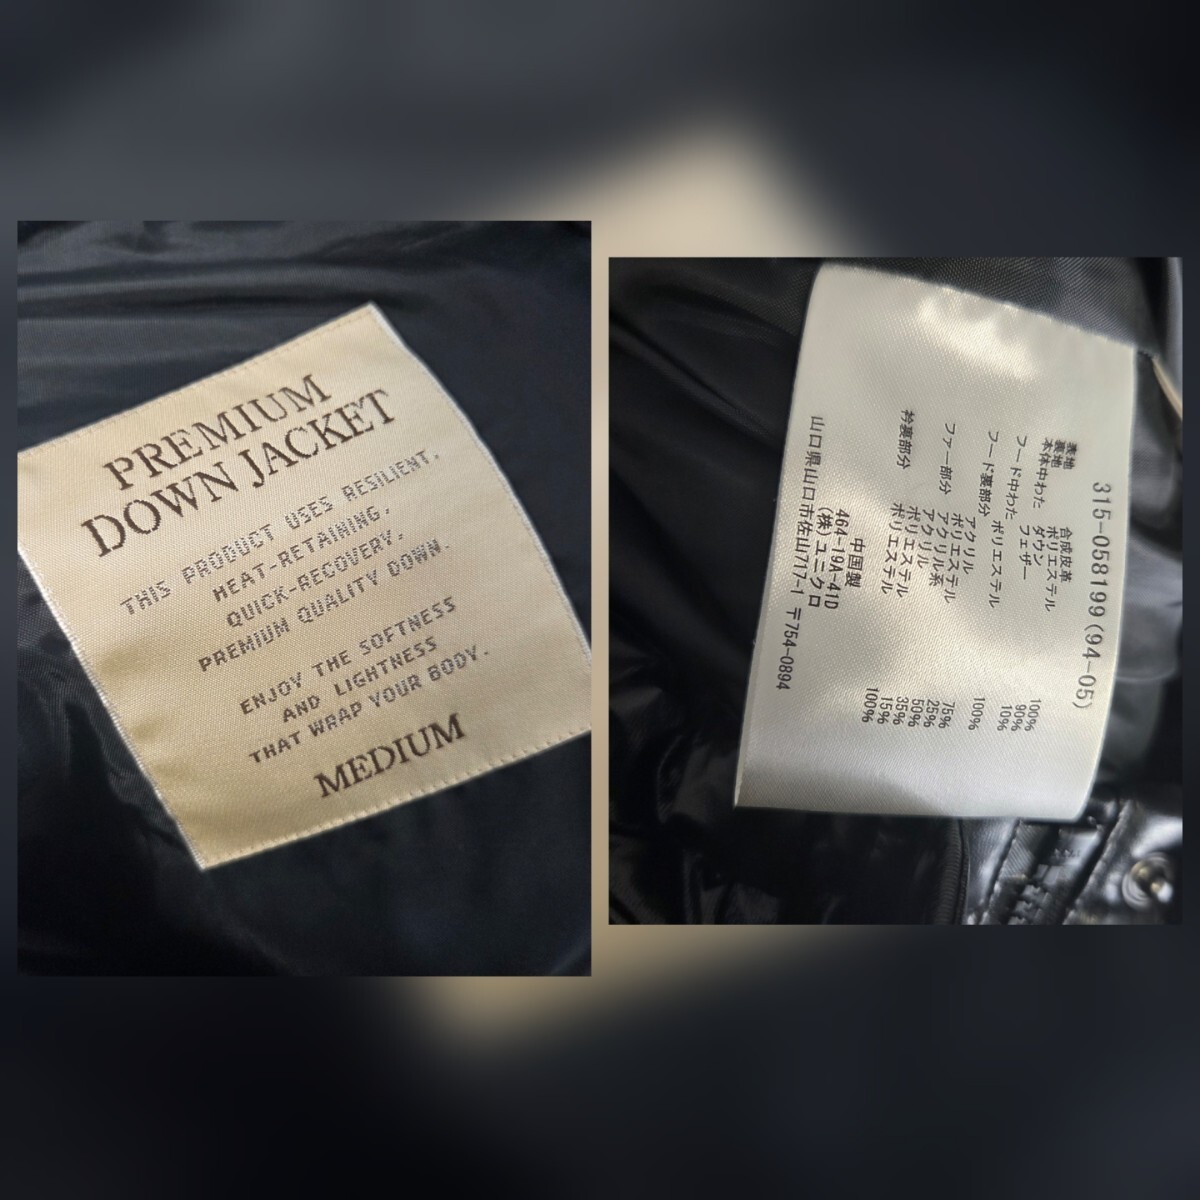 PREMIUM
DOWN JACKET
THIS PRODUCT USES RESILIENT,
HEAT-RETAINING,
QUICK-RECOVERY,
PREMIUM QUALITY DOWN.
ENJOY THE SOFTNESS
AND LIGHTNESS
THAT WRAP YOUR BODY.
MEDIUM
315-058199(94-05)
表地 合成皮革
裏地 ポリエステル 100%
本体中わた ダウン 90%
フェザー 10%
フード中わた ポリエステル 100%
フード裏部分 アクリル 75%
ポリエステル 25%
ファー部分 アクリル系 50%
アクリル 35%
ポリエステル 15%
衿裏部分 ポリエステル 100%
中国製
464-19A-41D
(株)ユニクロ
山口県山口市佐山717-1 〒754-0894